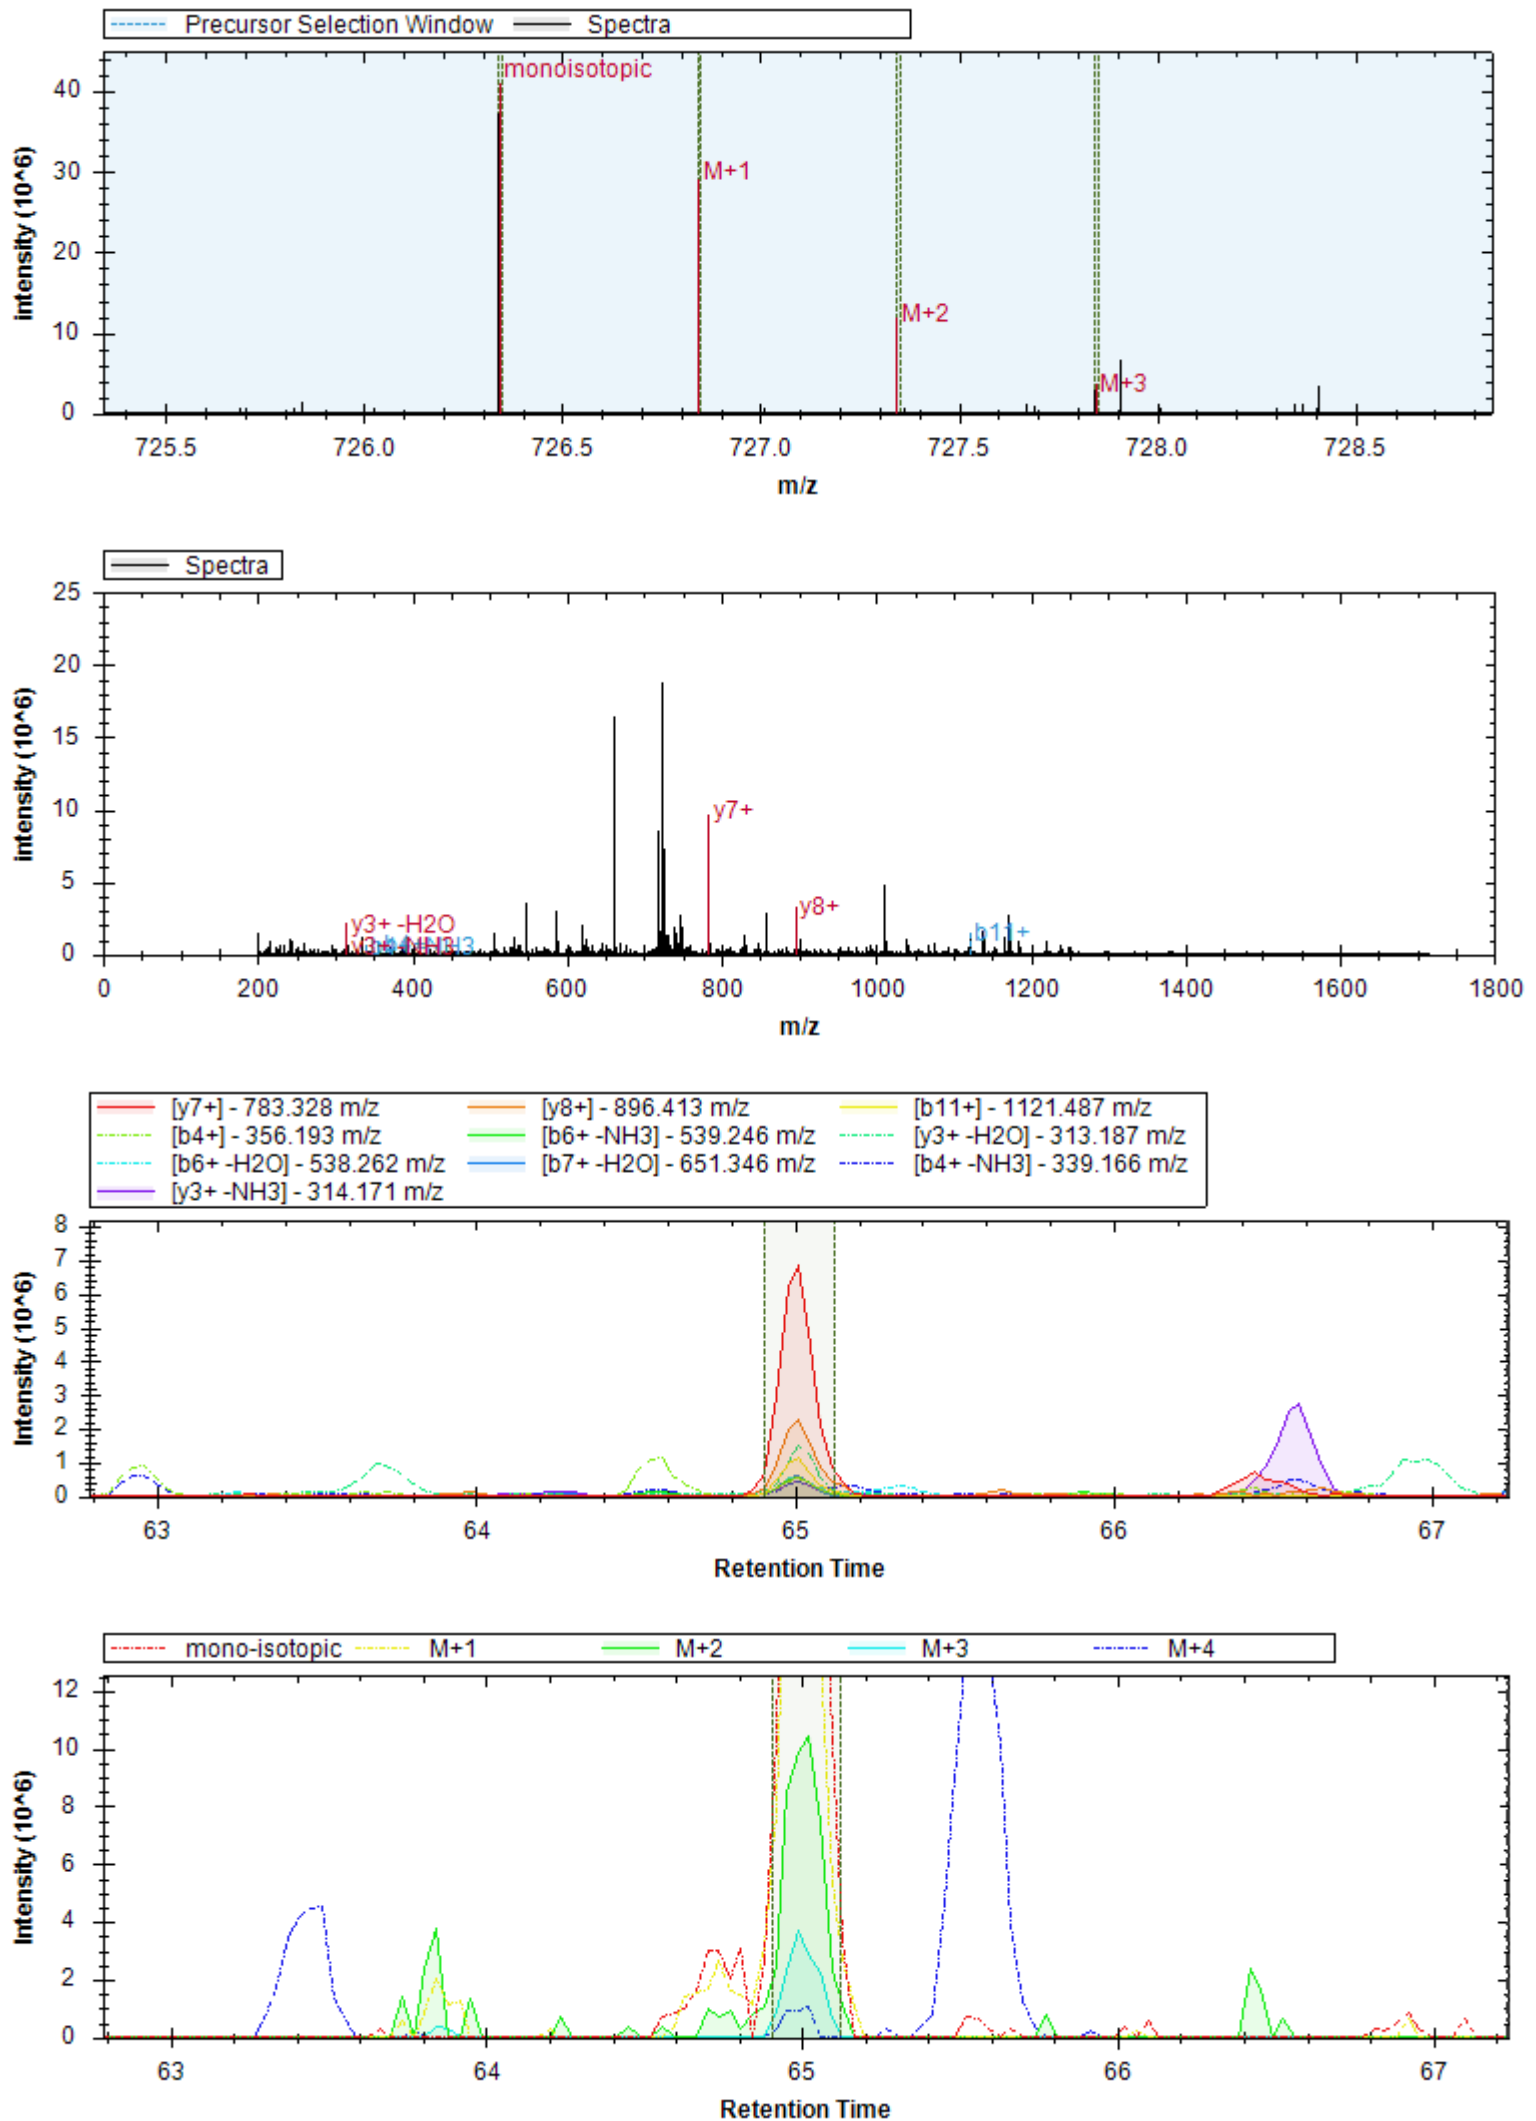 Precursor Selection Window Spectra
monoisotopic
M+1
M+2
M+3
40
30
20
10
0
intensity (10^6)
725.5 726.0 726.5 727.0 727.5 728.0 728.5
m/z
Spectra
25
20
15
10
5
0
intensity (10^6)
y7+
y8+
y3+ -H2O
b11+
0 200 400 600 800 1000 1200 1400 1600 1800
m/z
[y7+] - 783.328 m/z [y8+] - 896.413 m/z [b11+] - 1121.487 m/z
[b4+] - 356.193 m/z [b6+ -NH3] - 539.246 m/z [y3+ -H2O] - 313.187 m/z
[b6+ -H2O] - 538.262 m/z [b7+ -H2O] - 651.346 m/z [b4+ -NH3] - 339.166 m/z
[y3+ -NH3] - 314.171 m/z
8
7
6
5
4
3
2
1
0
Intensity (10^6)
63 64 65 66 67
Retention Time
mono-isotopic M+1 M+2 M+3 M+4
12
10
8
6
4
2
0
Intensity (10^6)
63 64 65 66 67
Retention Time